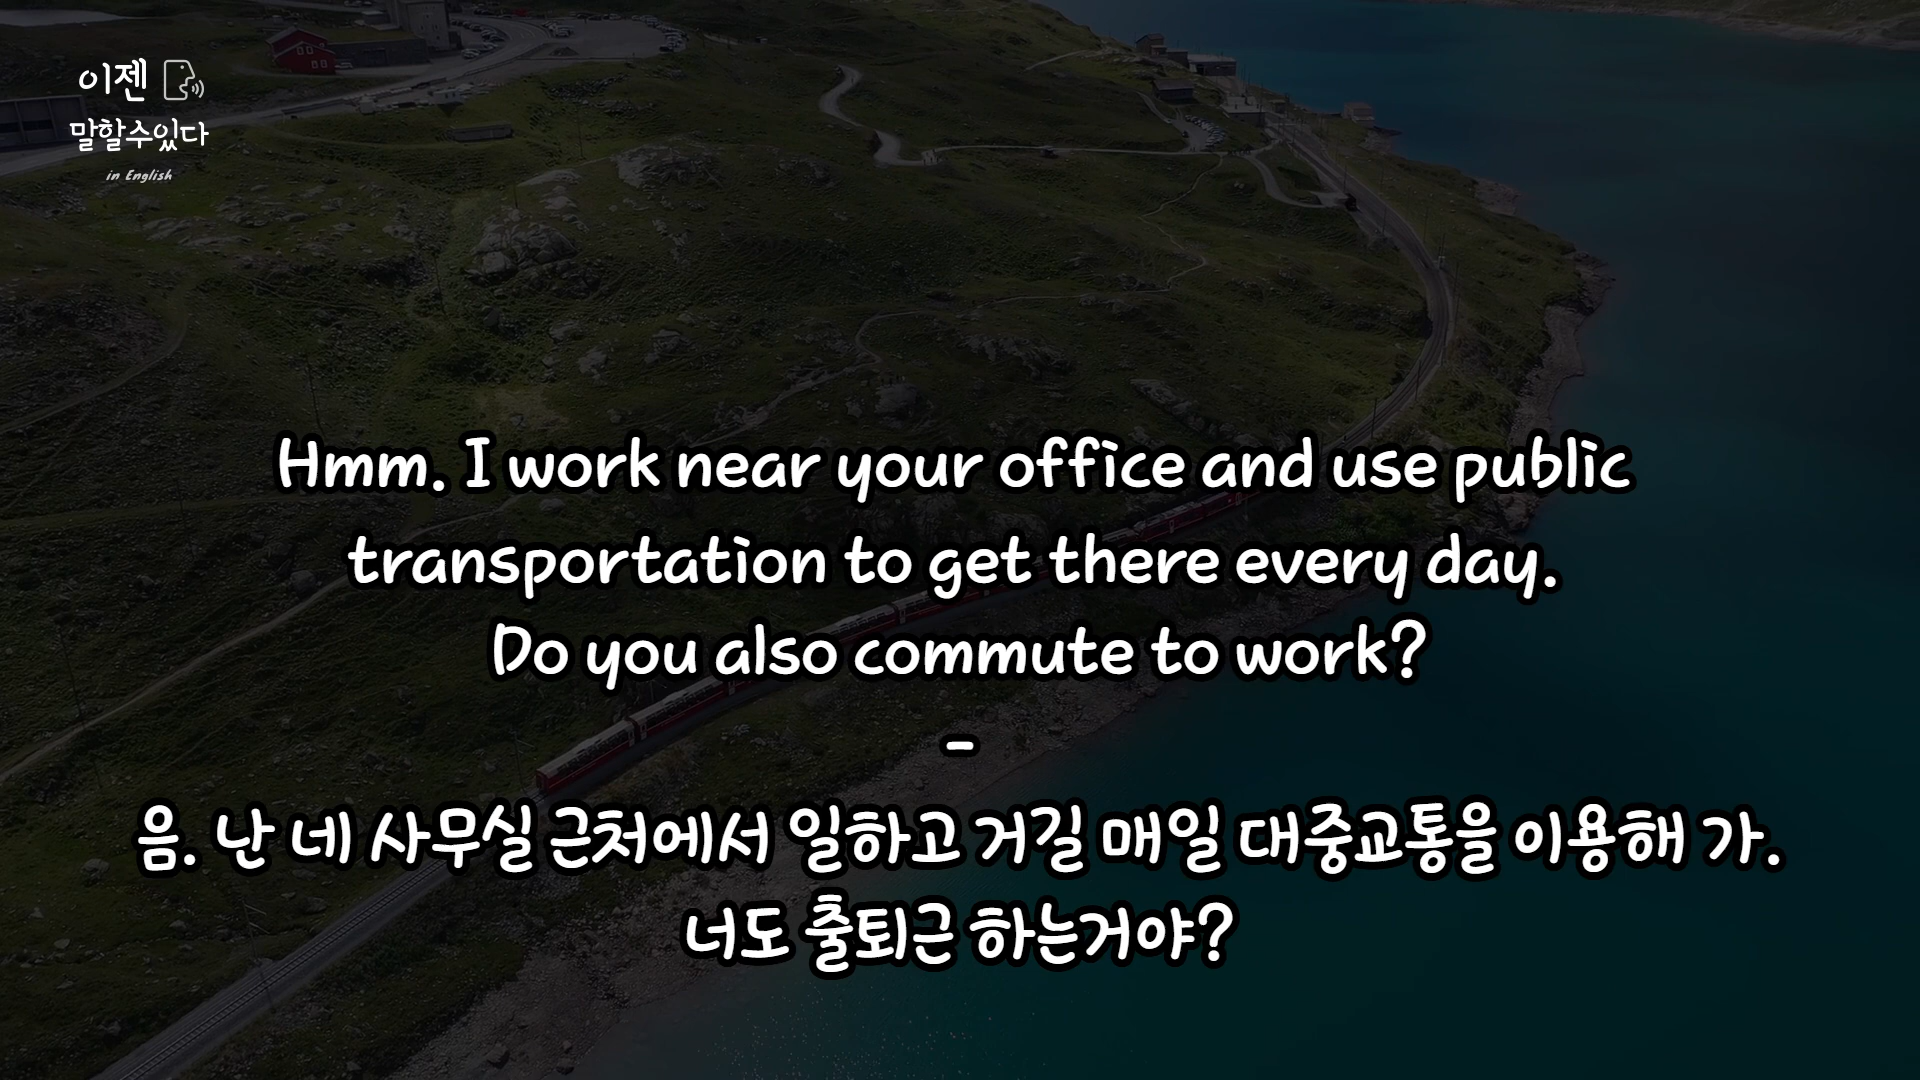 이젠
말할수있다
in English
Hmm. I work near your office and use public
transportation to get there every day.
Do you also commute to work?
-
음. 난 네 사무실 근처에서 일하고 거길 매일 대중교통을 이용해 가.
너도 출퇴근 하는거야?